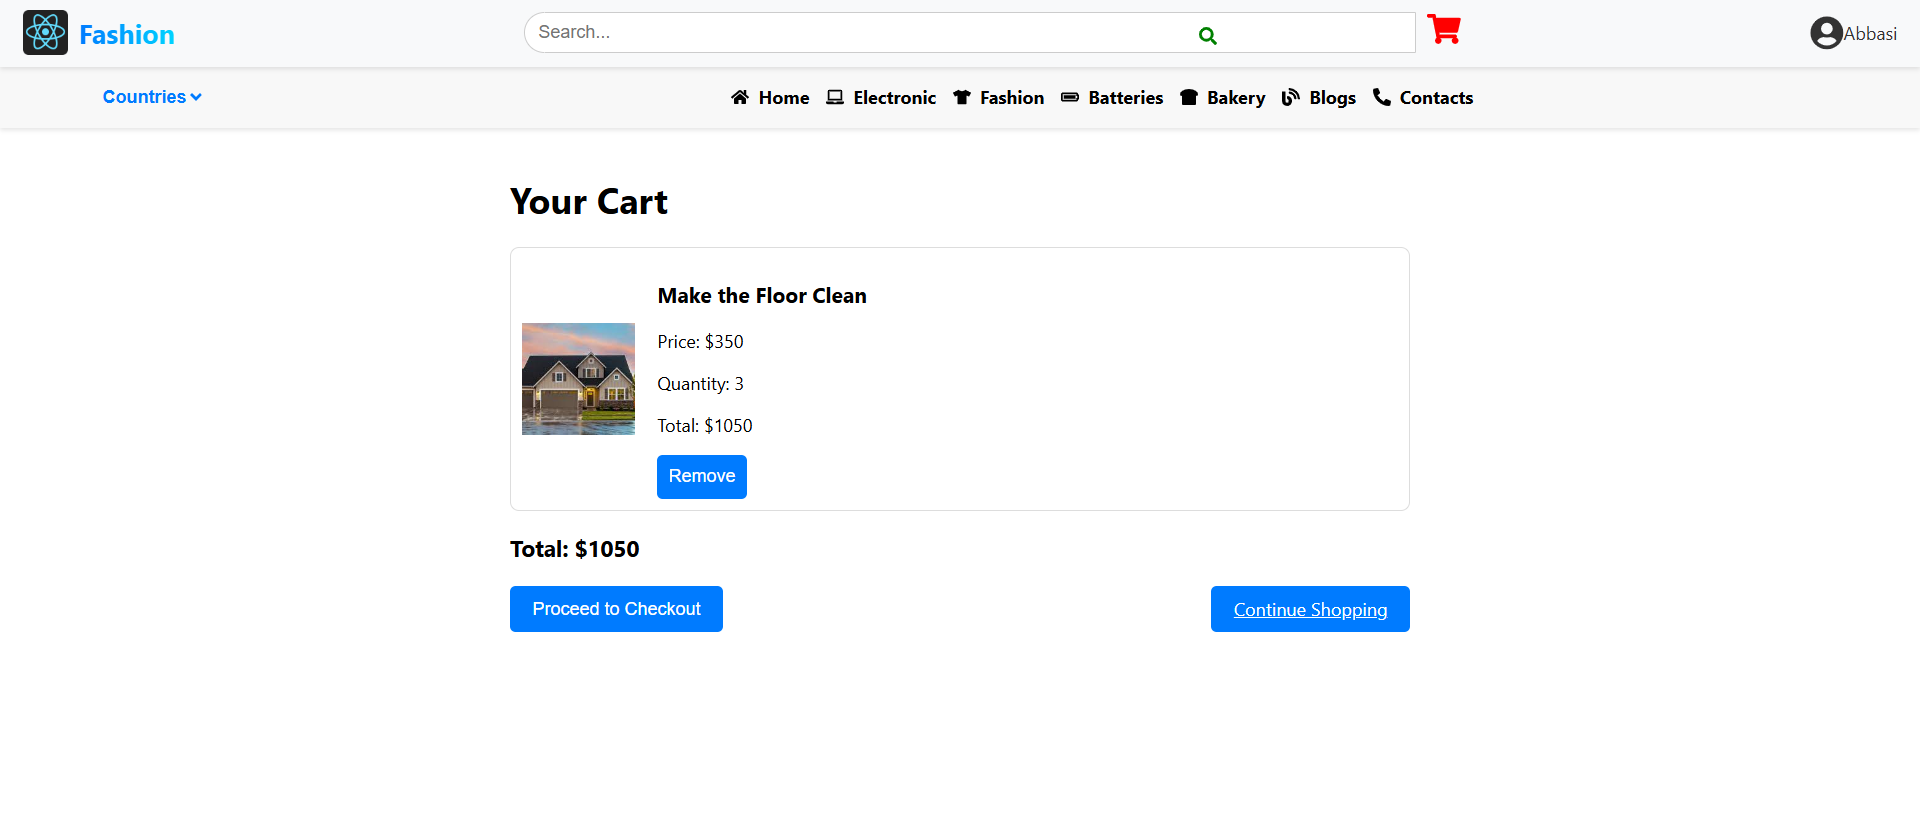 Fashion
Search...
Abbasi
Countries
Home Electronic Fashion Batteries Bakery Blogs Contacts
Your Cart
Make the Floor Clean
Price: $350
Quantity: 3
Total: $1050
Remove
Total: $1050
Proceed to Checkout
Continue Shopping